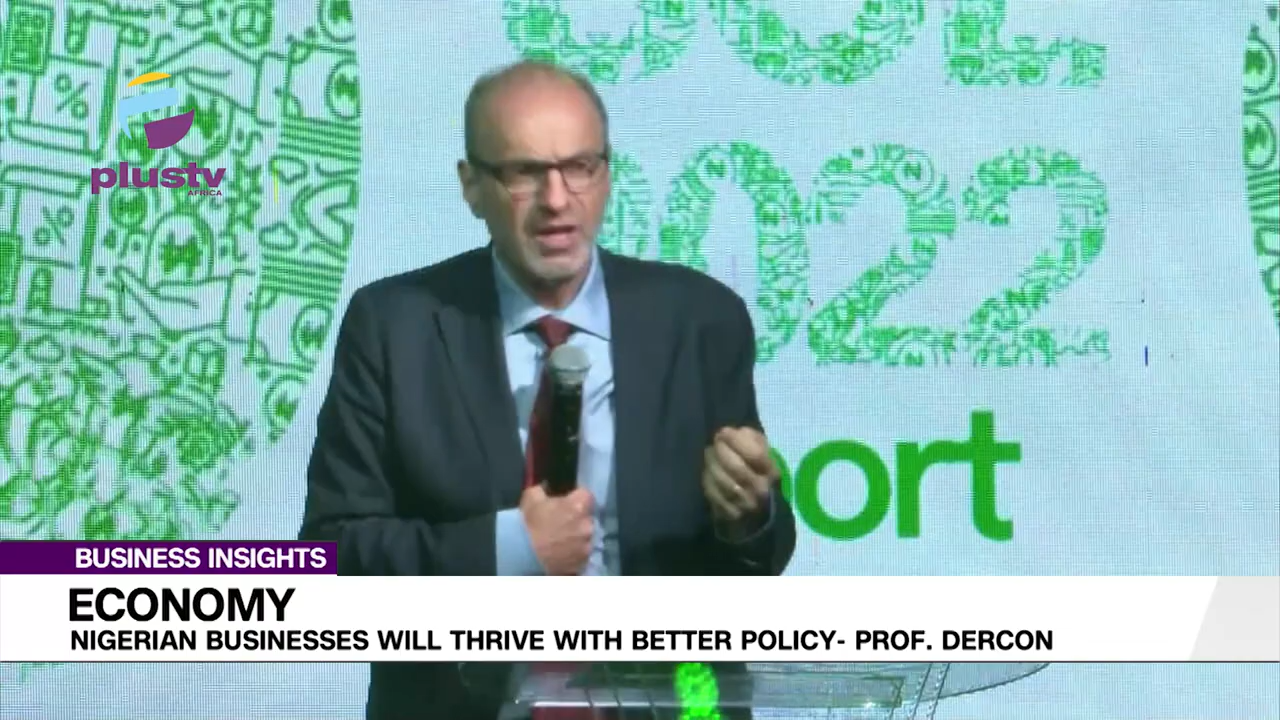 plustv
AFRICA
2022
port
BUSINESS INSIGHTS
ECONOMY
NIGERIAN BUSINESSES WILL THRIVE WITH BETTER POLICY- PROF. DERCON